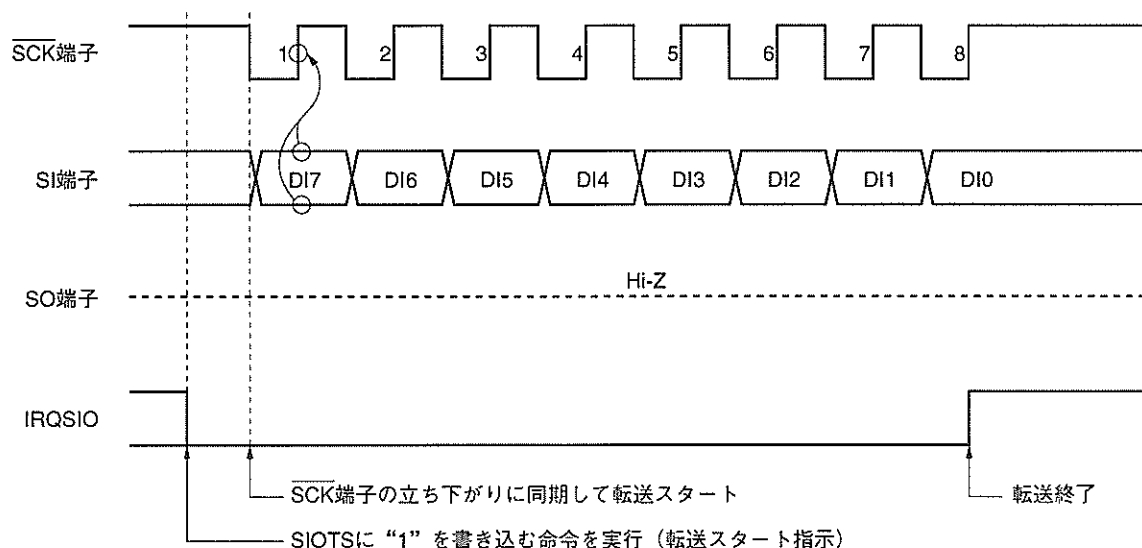 SCK端子
1 2 3 4 5 6 7 8
SI端子
DI7 DI6 DI5 DI4 DI3 DI2 DI1 DI0
Hi-Z
SO端子
IRQSIO
SCK端子の立ち下がりに同期して転送スタート
転送終了
SIOTSに“1”を書き込む命令を実行（転送スタート指示）